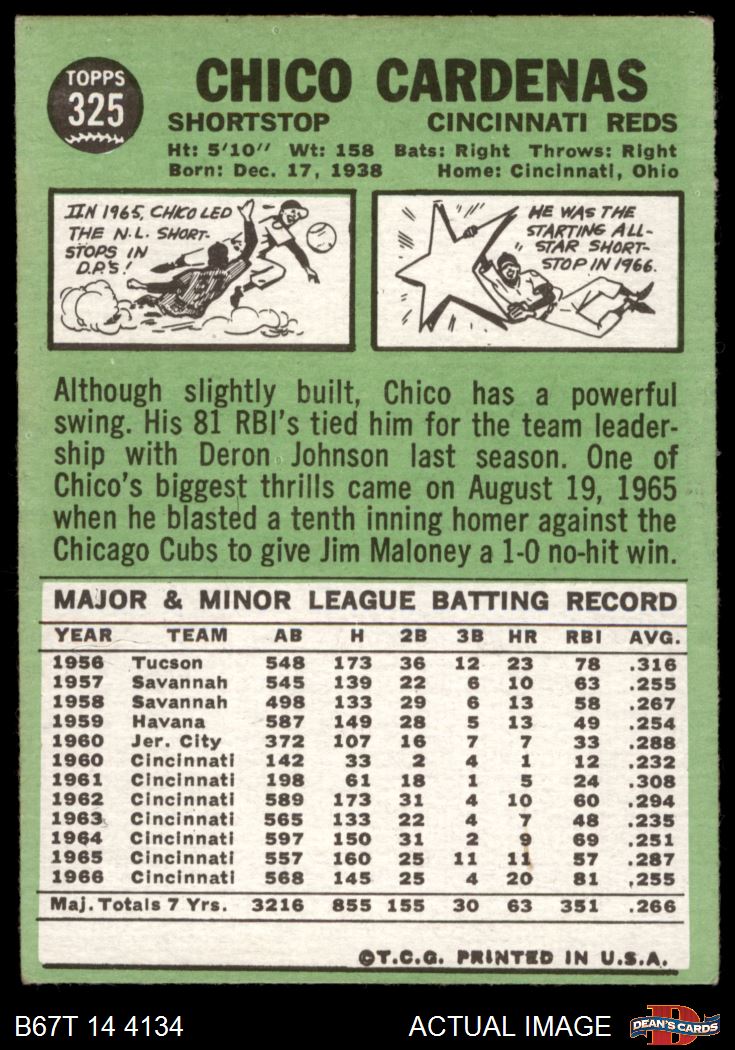 TOPPS
325
CHICO CARDENAS
SHORTSTOP CINCINNATI REDS
Ht: 5'10" Wt: 158 Bats: Right Throws: Right
Born: Dec. 17, 1938 Home: Cincinnati, Ohio
IN 1965, CHICO LED
THE N.L. SHORT-
STOPS IN
D.P.'S!
HE WAS THE
STARTING ALL-
STAR SHORT-
STOP IN 1966.
Although slightly built, Chico has a powerful
swing. His 81 RBI's tied him for the team leader-
ship with Deron Johnson last season. One of
Chico's biggest thrills came on August 19, 1965
when he blasted a tenth inning homer against the
Chicago Cubs to give Jim Maloney a 1-0 no-hit win.
MAJOR & MINOR LEAGUE BATTING RECORD
YEAR TEAM AB H 2B 3B HR RBI AVG.
1956 Tucson 548 173 36 12 23 78 .316
1957 Savannah 545 139 22 6 10 63 .255
1958 Savannah 498 133 29 6 13 58 .267
1959 Havana 587 149 28 5 13 49 .254
1960 Jer. City 372 107 16 7 7 33 .288
1960 Cincinnati 142 33 2 4 1 12 .232
1961 Cincinnati 198 61 18 1 5 24 .308
1962 Cincinnati 589 173 31 4 10 60 .294
1963 Cincinnati 565 133 22 4 7 48 .235
1964 Cincinnati 597 150 31 2 9 69 .251
1965 Cincinnati 557 160 25 11 11 57 .287
1966 Cincinnati 568 145 25 4 20 81 .255
Maj. Totals 7 Yrs. 3216 855 155 30 63 351 .266
©T.C.G. PRINTED IN U.S.A.
B67T 14 4134 ACTUAL IMAGE
D
DEAN'S CARDS